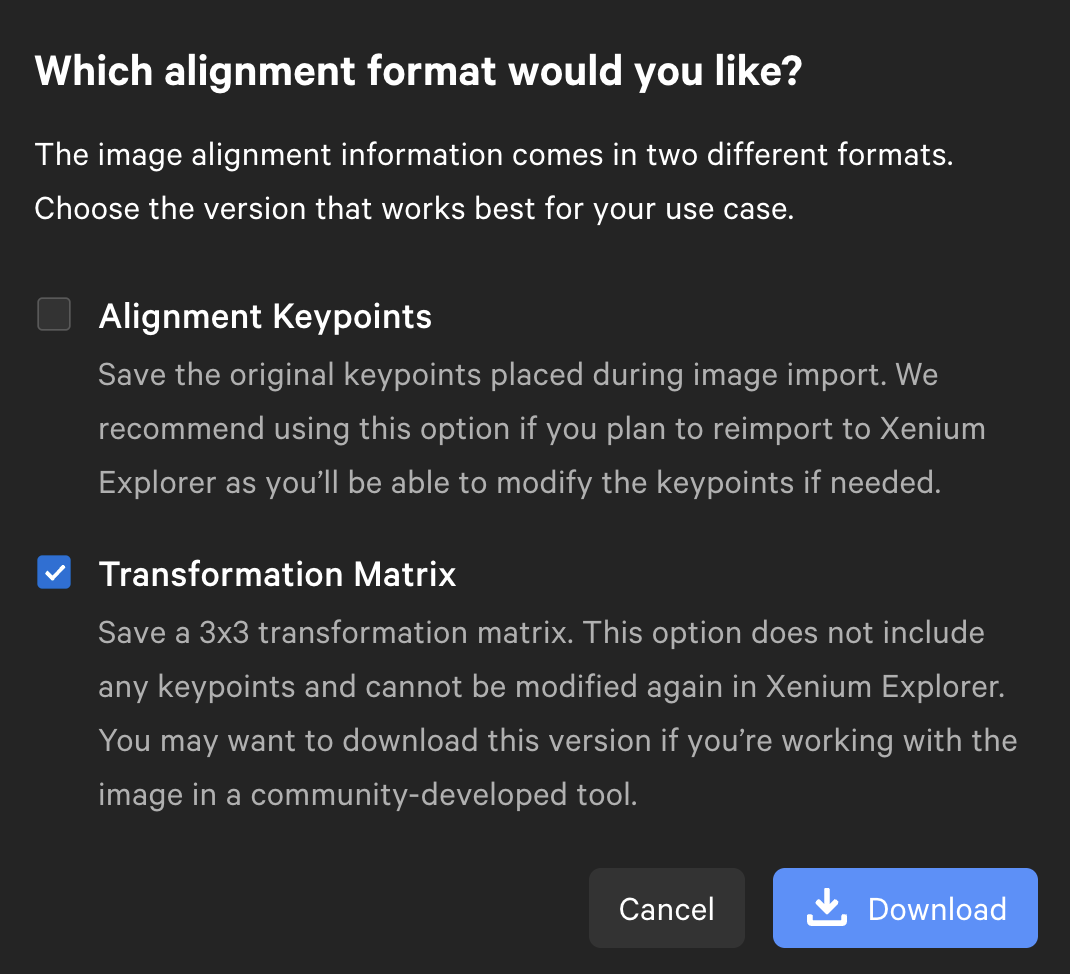 Which alignment format would you like?
The image alignment information comes in two different formats.
Choose the version that works best for your use case.
Alignment Keypoints
Save the original keypoints placed during image import. We
recommend using this option if you plan to reimport to Xenium
Explorer as you’ll be able to modify the keypoints if needed.
Transformation Matrix
Save a 3x3 transformation matrix. This option does not include
any keypoints and cannot be modified again in Xenium Explorer.
You may want to download this version if you’re working with the
image in a community-developed tool.
Cancel
Download